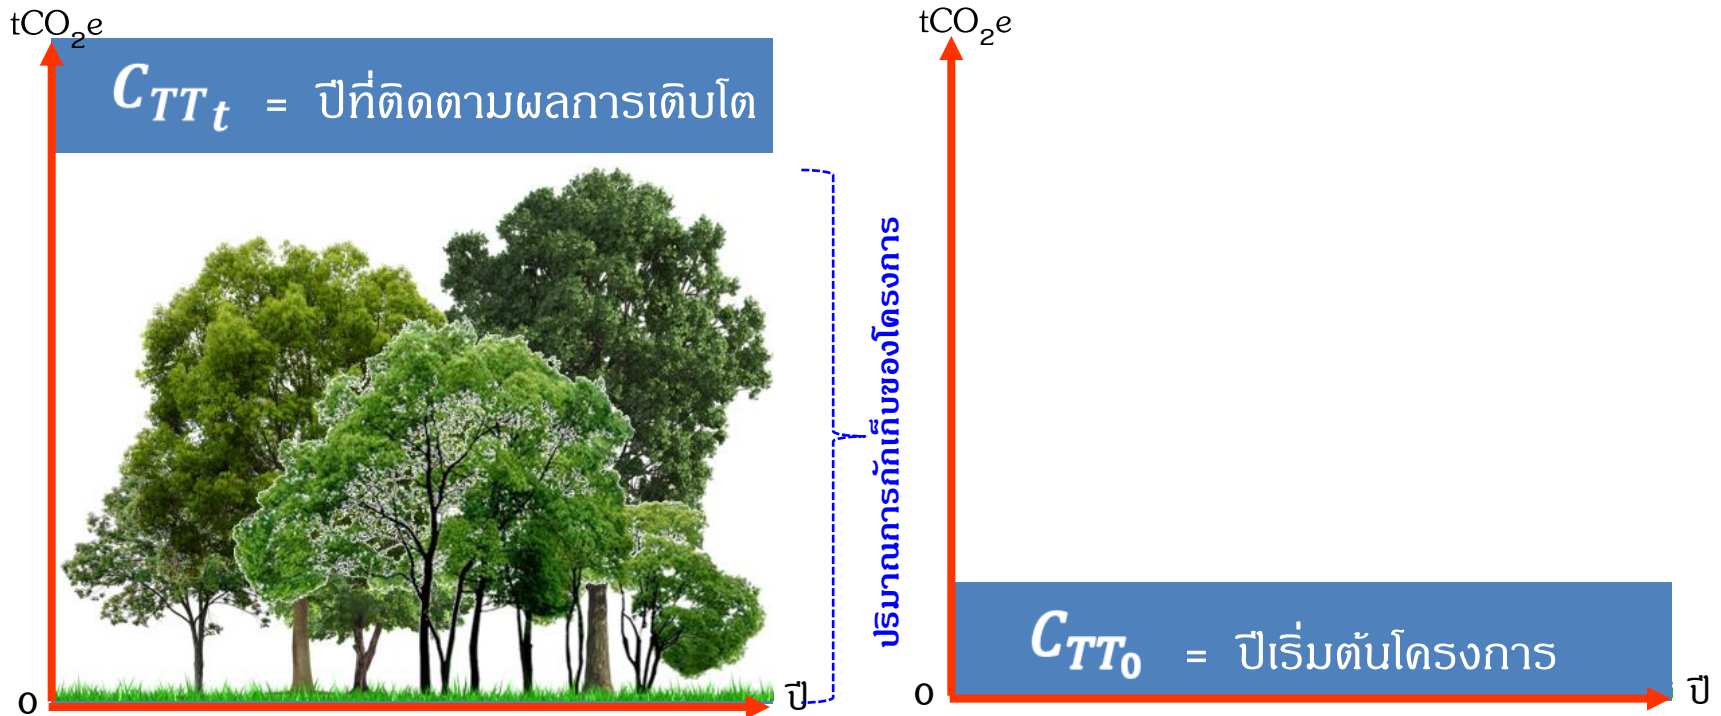 tCO₂e
C_TTt = ปีที่ติดตามผลการเติบโต
ปริมาณการกักเก็บของโครงการ
0
ปี
tCO₂e
C_TT0 = ปีเริ่มต้นโครงการ
0
ปี